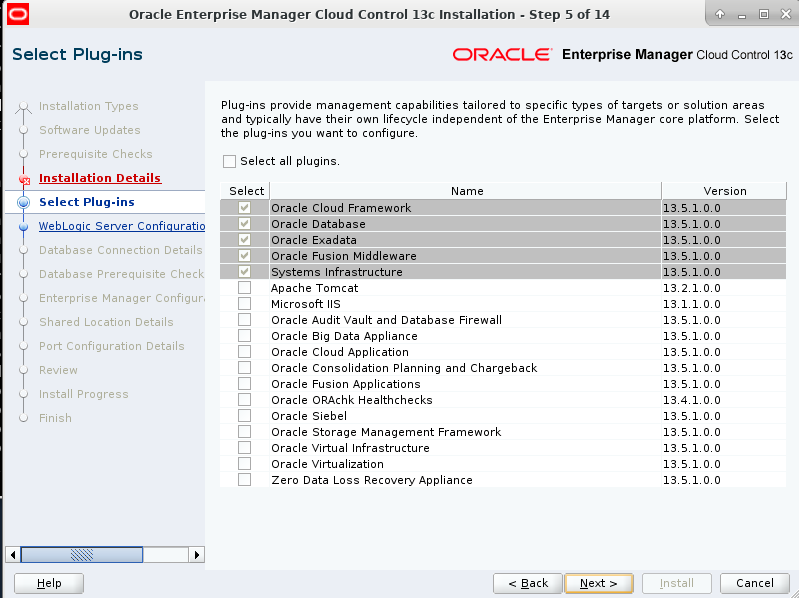 Oracle Enterprise Manager Cloud Control 13c Installation - Step 5 of 14
Select Plug-ins
ORACLE Enterprise Manager Cloud Control 13c
Installation Types
Software Updates
Prerequisite Checks
Installation Details
Select Plug-ins
WebLogic Server Configuratio
Database Connection Details
Database Prerequisite Check
Enterprise Manager Configura
Shared Location Details
Port Configuration Details
Review
Install Progress
Finish
Plug-ins provide management capabilities tailored to specific types of targets or solution areas
and typically have their own lifecycle independent of the Enterprise Manager core platform. Select
the plug-ins you want to configure.
Select all plugins.
Select Name Version
Oracle Cloud Framework 13.5.1.0.0
Oracle Database 13.5.1.0.0
Oracle Exadata 13.5.1.0.0
Oracle Fusion Middleware 13.5.1.0.0
Systems Infrastructure 13.5.1.0.0
Apache Tomcat 13.2.1.0.0
Microsoft IIS 13.1.1.0.0
Oracle Audit Vault and Database Firewall 13.5.1.0.0
Oracle Big Data Appliance 13.5.1.0.0
Oracle Cloud Application 13.5.1.0.0
Oracle Consolidation Planning and Chargeback 13.5.1.0.0
Oracle Fusion Applications 13.5.1.0.0
Oracle ORAchk Healthchecks 13.4.1.0.0
Oracle Siebel 13.5.1.0.0
Oracle Storage Management Framework 13.5.1.0.0
Oracle Virtual Infrastructure 13.5.1.0.0
Oracle Virtualization 13.5.1.0.0
Zero Data Loss Recovery Appliance 13.5.1.0.0
Help < Back Next > Install Cancel